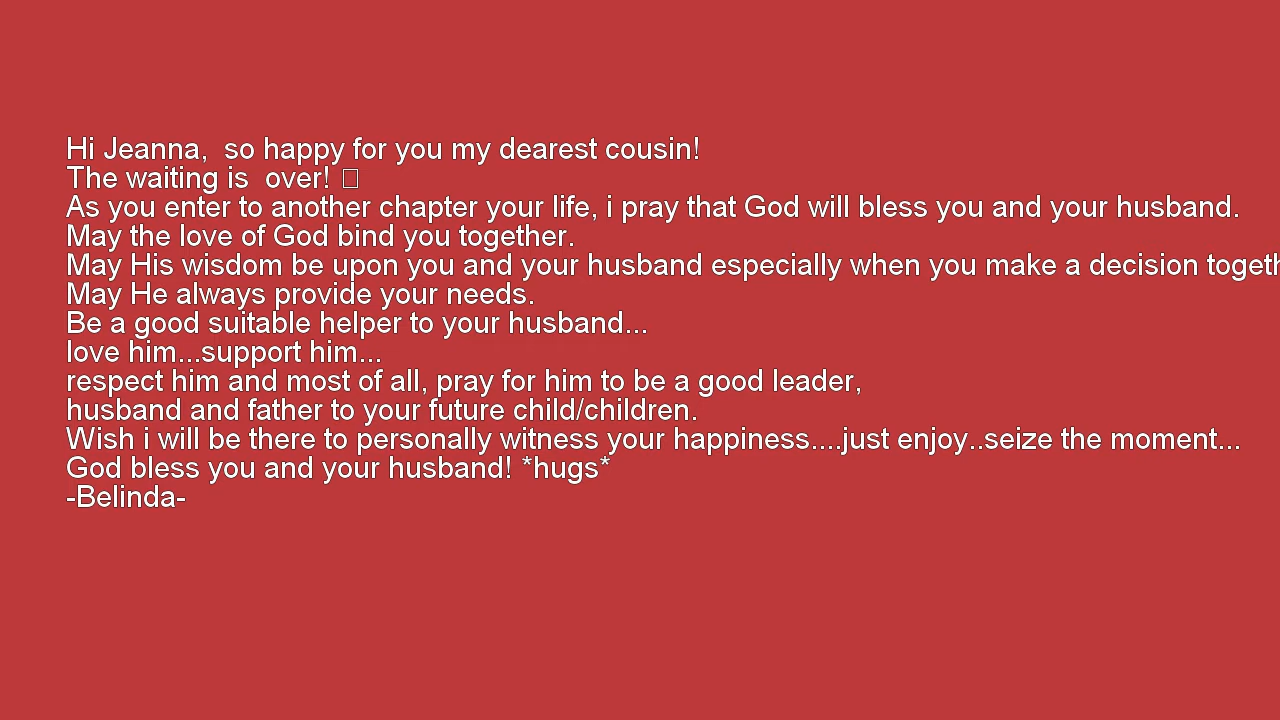 Hi Jeanna,  so happy for you my dearest cousin!
The waiting is  over! 
As you enter to another chapter your life, i pray that God will bless you and your husband.
May the love of God bind you together.
May His wisdom be upon you and your husband especially when you make a decision
May He always provide your needs.
Be a good suitable helper to your husband...
love him...support him...
respect him and most of all, pray for him to be a good leader,
husband and father to your future child/children.
Wish i will be there to personally witness your happiness....just enjoy..seize the moment...
God bless you and your husband! *hugs*
-Belinda-